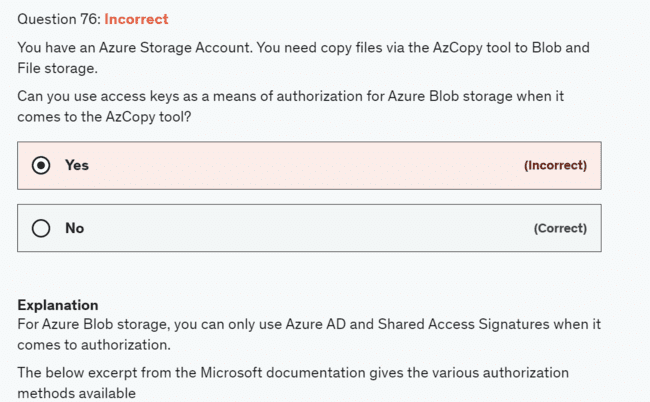 Question 76: Incorrect
You have an Azure Storage Account. You need copy files via the AzCopy tool to Blob and
File storage.
Can you use access keys as a means of authorization for Azure Blob storage when it
comes to the AzCopy tool?
Yes (Incorrect)
No (Correct)
Explanation
For Azure Blob storage, you can only use Azure AD and Shared Access Signatures when it
comes to authorization.
The below excerpt from the Microsoft documentation gives the various authorization
methods available